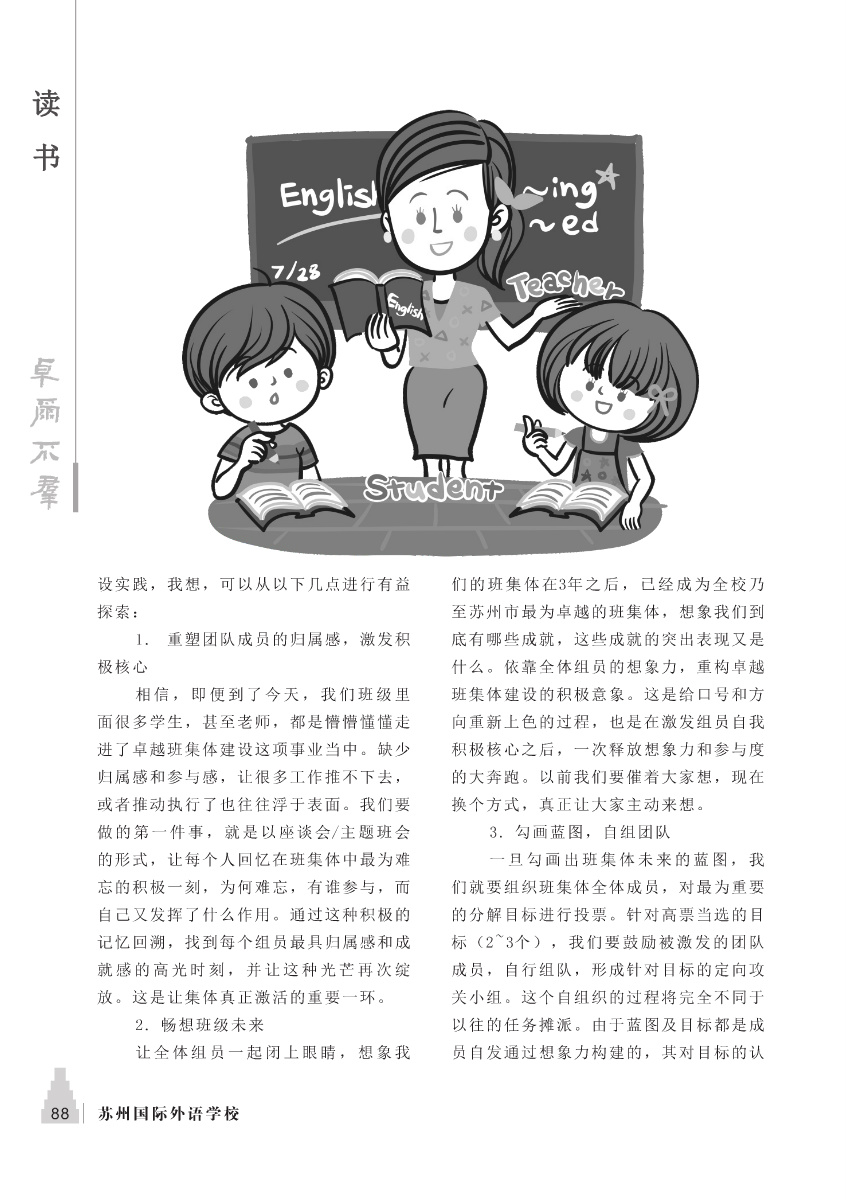 读
书
卓尔不群
English
~ing
~ed
7/28
English
Teacher
Student
设实践，我想，可以从以下几点进行有益
探索：
1. 重塑团队成员的归属感，激发积
极核心
相信，即便到了今天，我们班级里
面很多学生，甚至老师，都是懵懵懂懂走
进了卓越班集体建设这项事业当中。缺少
归属感和参与感，让很多工作推不下去，
或者推动执行了也往往浮于表面。我们要
做的第一件事，就是以座谈会/主题班会
的形式，让每个人回忆在班集体中最为难
忘的积极一刻，为何难忘，有谁参与，而
自己又发挥了什么作用。通过这种积极的
记忆回溯，找到每个组员最具归属感和成
就感的高光时刻，并让这种光芒再次绽
放。这是让集体真正激活的重要一环。
2．畅想班级未来
让全体组员一起闭上眼睛，想象我
们的班集体在3年之后，已经成为全校乃
至苏州市最为卓越的班集体，想象我们到
底有哪些成就，这些成就的突出表现又是
什么。依靠全体组员的想象力，重构卓越
班集体建设的积极意象。这是给口号和方
向重新上色的过程，也是在激发组员自我
积极核心之后，一次释放想象力和参与度
的大奔跑。以前我们要催着大家想，现在
换个方式，真正让大家主动来想。
3．勾画蓝图，自组团队
一旦勾画出班集体未来的蓝图，我
们就要组织班集体全体成员，对最为重要
的分解目标进行投票。针对高票当选的目
标（2~3个），我们要鼓励被激发的团队
成员，自行组队，形成针对目标的定向攻
关小组。这个自组织的过程将完全不同于
以往的任务摊派。由于蓝图及目标都是成
员自发通过想象力构建的，其对目标的认
88
苏州国际外语学校